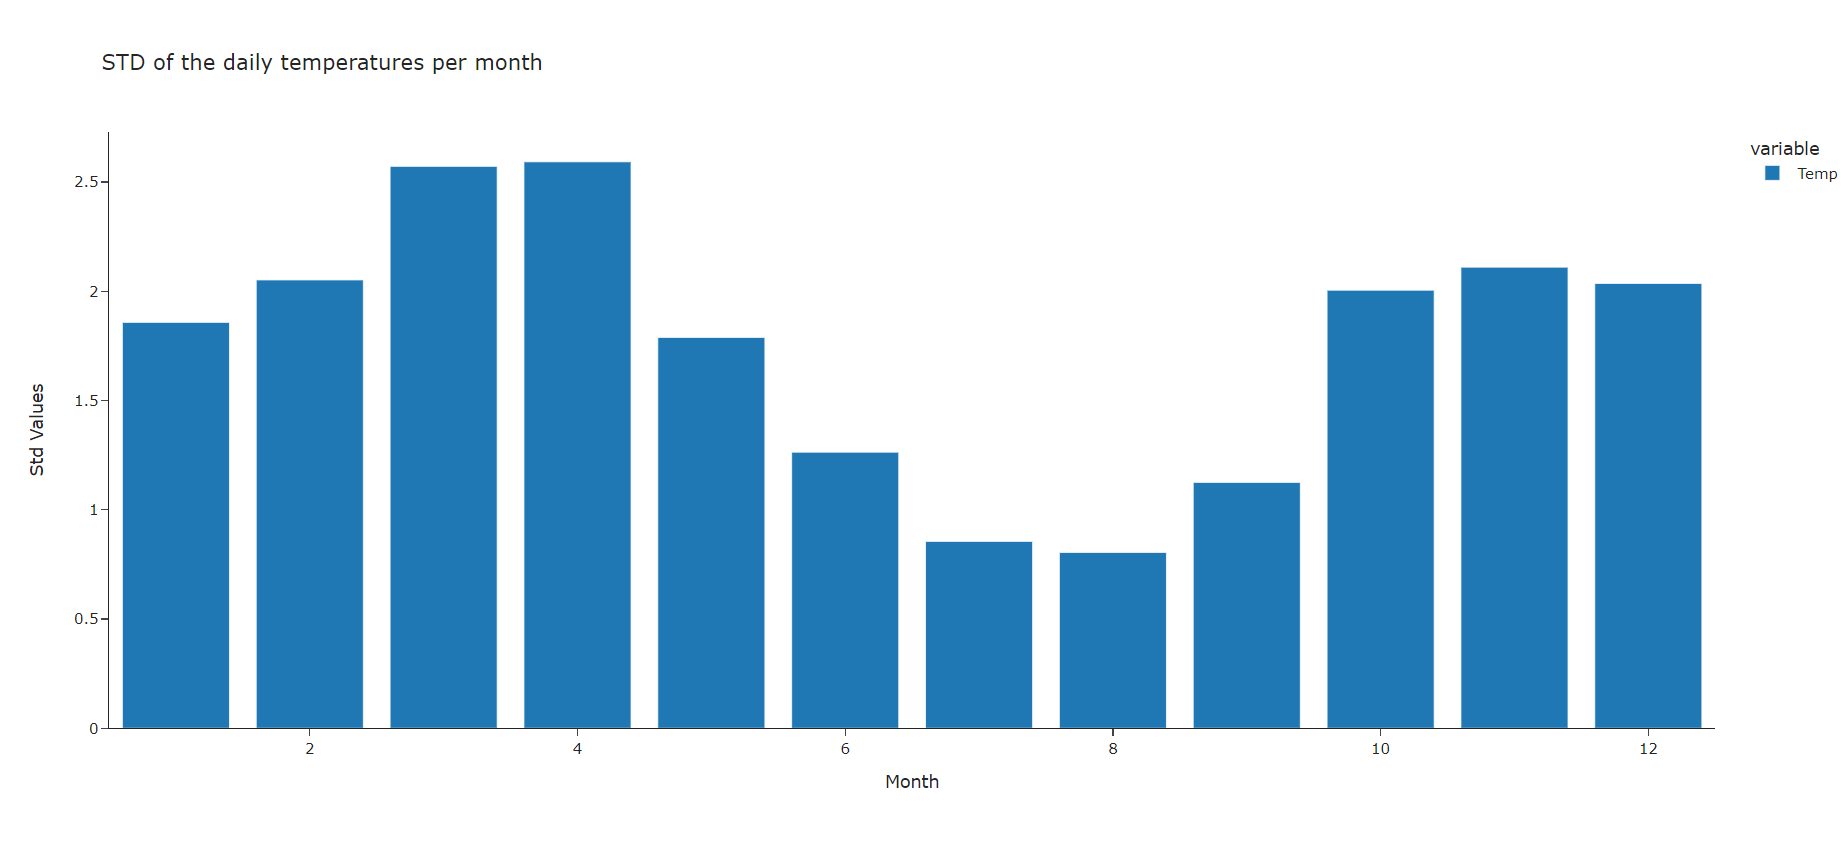 STD of the daily temperatures per month
variable
Temp
Std Values
2.5
2
1.5
1
0.5
0
2
4
6
8
10
12
Month